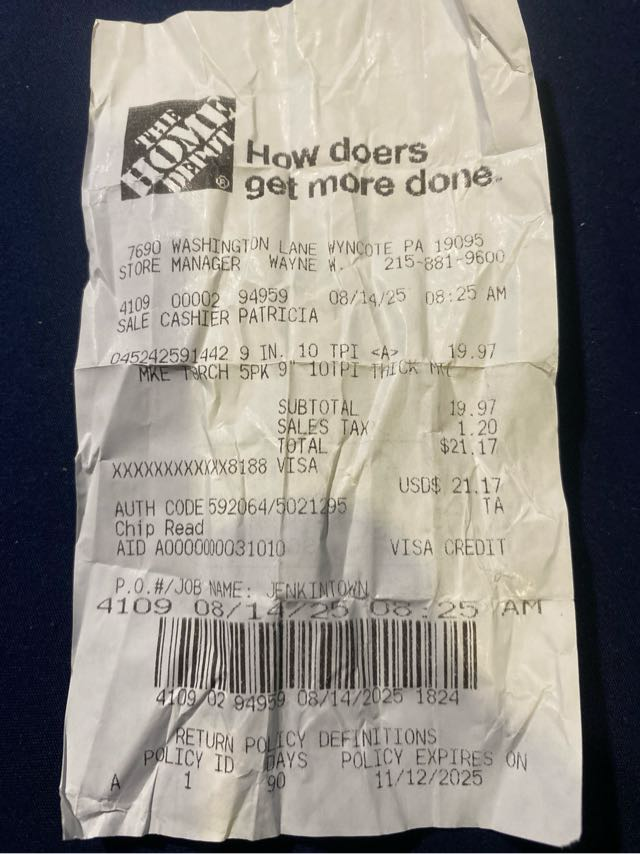 THE
HOME
DEPOT
How doers
get more done.
7690 WASHINGTON LANE WYNCOTE PA 19095
STORE MANAGER WAYNE W. 215-881-9600
4109 00002 94959 08/14/25 08:25 AM
SALE CASHIER PATRICIA
045242591442 9 IN. 10 TPI <A> 19.97
MKE TORCH 5PK 9" 10TPI THICK
SUBTOTAL 19.97
SALES TAX 1.20
TOTAL $21.17
XXXXXXXXXXXX8188 VISA
USD$ 21.17
AUTH CODE 592064/5021295 TA
Chip Read
AID A0000000031010 VISA CREDIT
P.O.#/JOB NAME: JENKINTOWN
4109 08/14/25 08:25 AM
4109 02 94959 08/14/2025 1824
RETURN POLICY DEFINITIONS
POLICY ID DAYS POLICY EXPIRES ON
A 1 90 11/12/2025